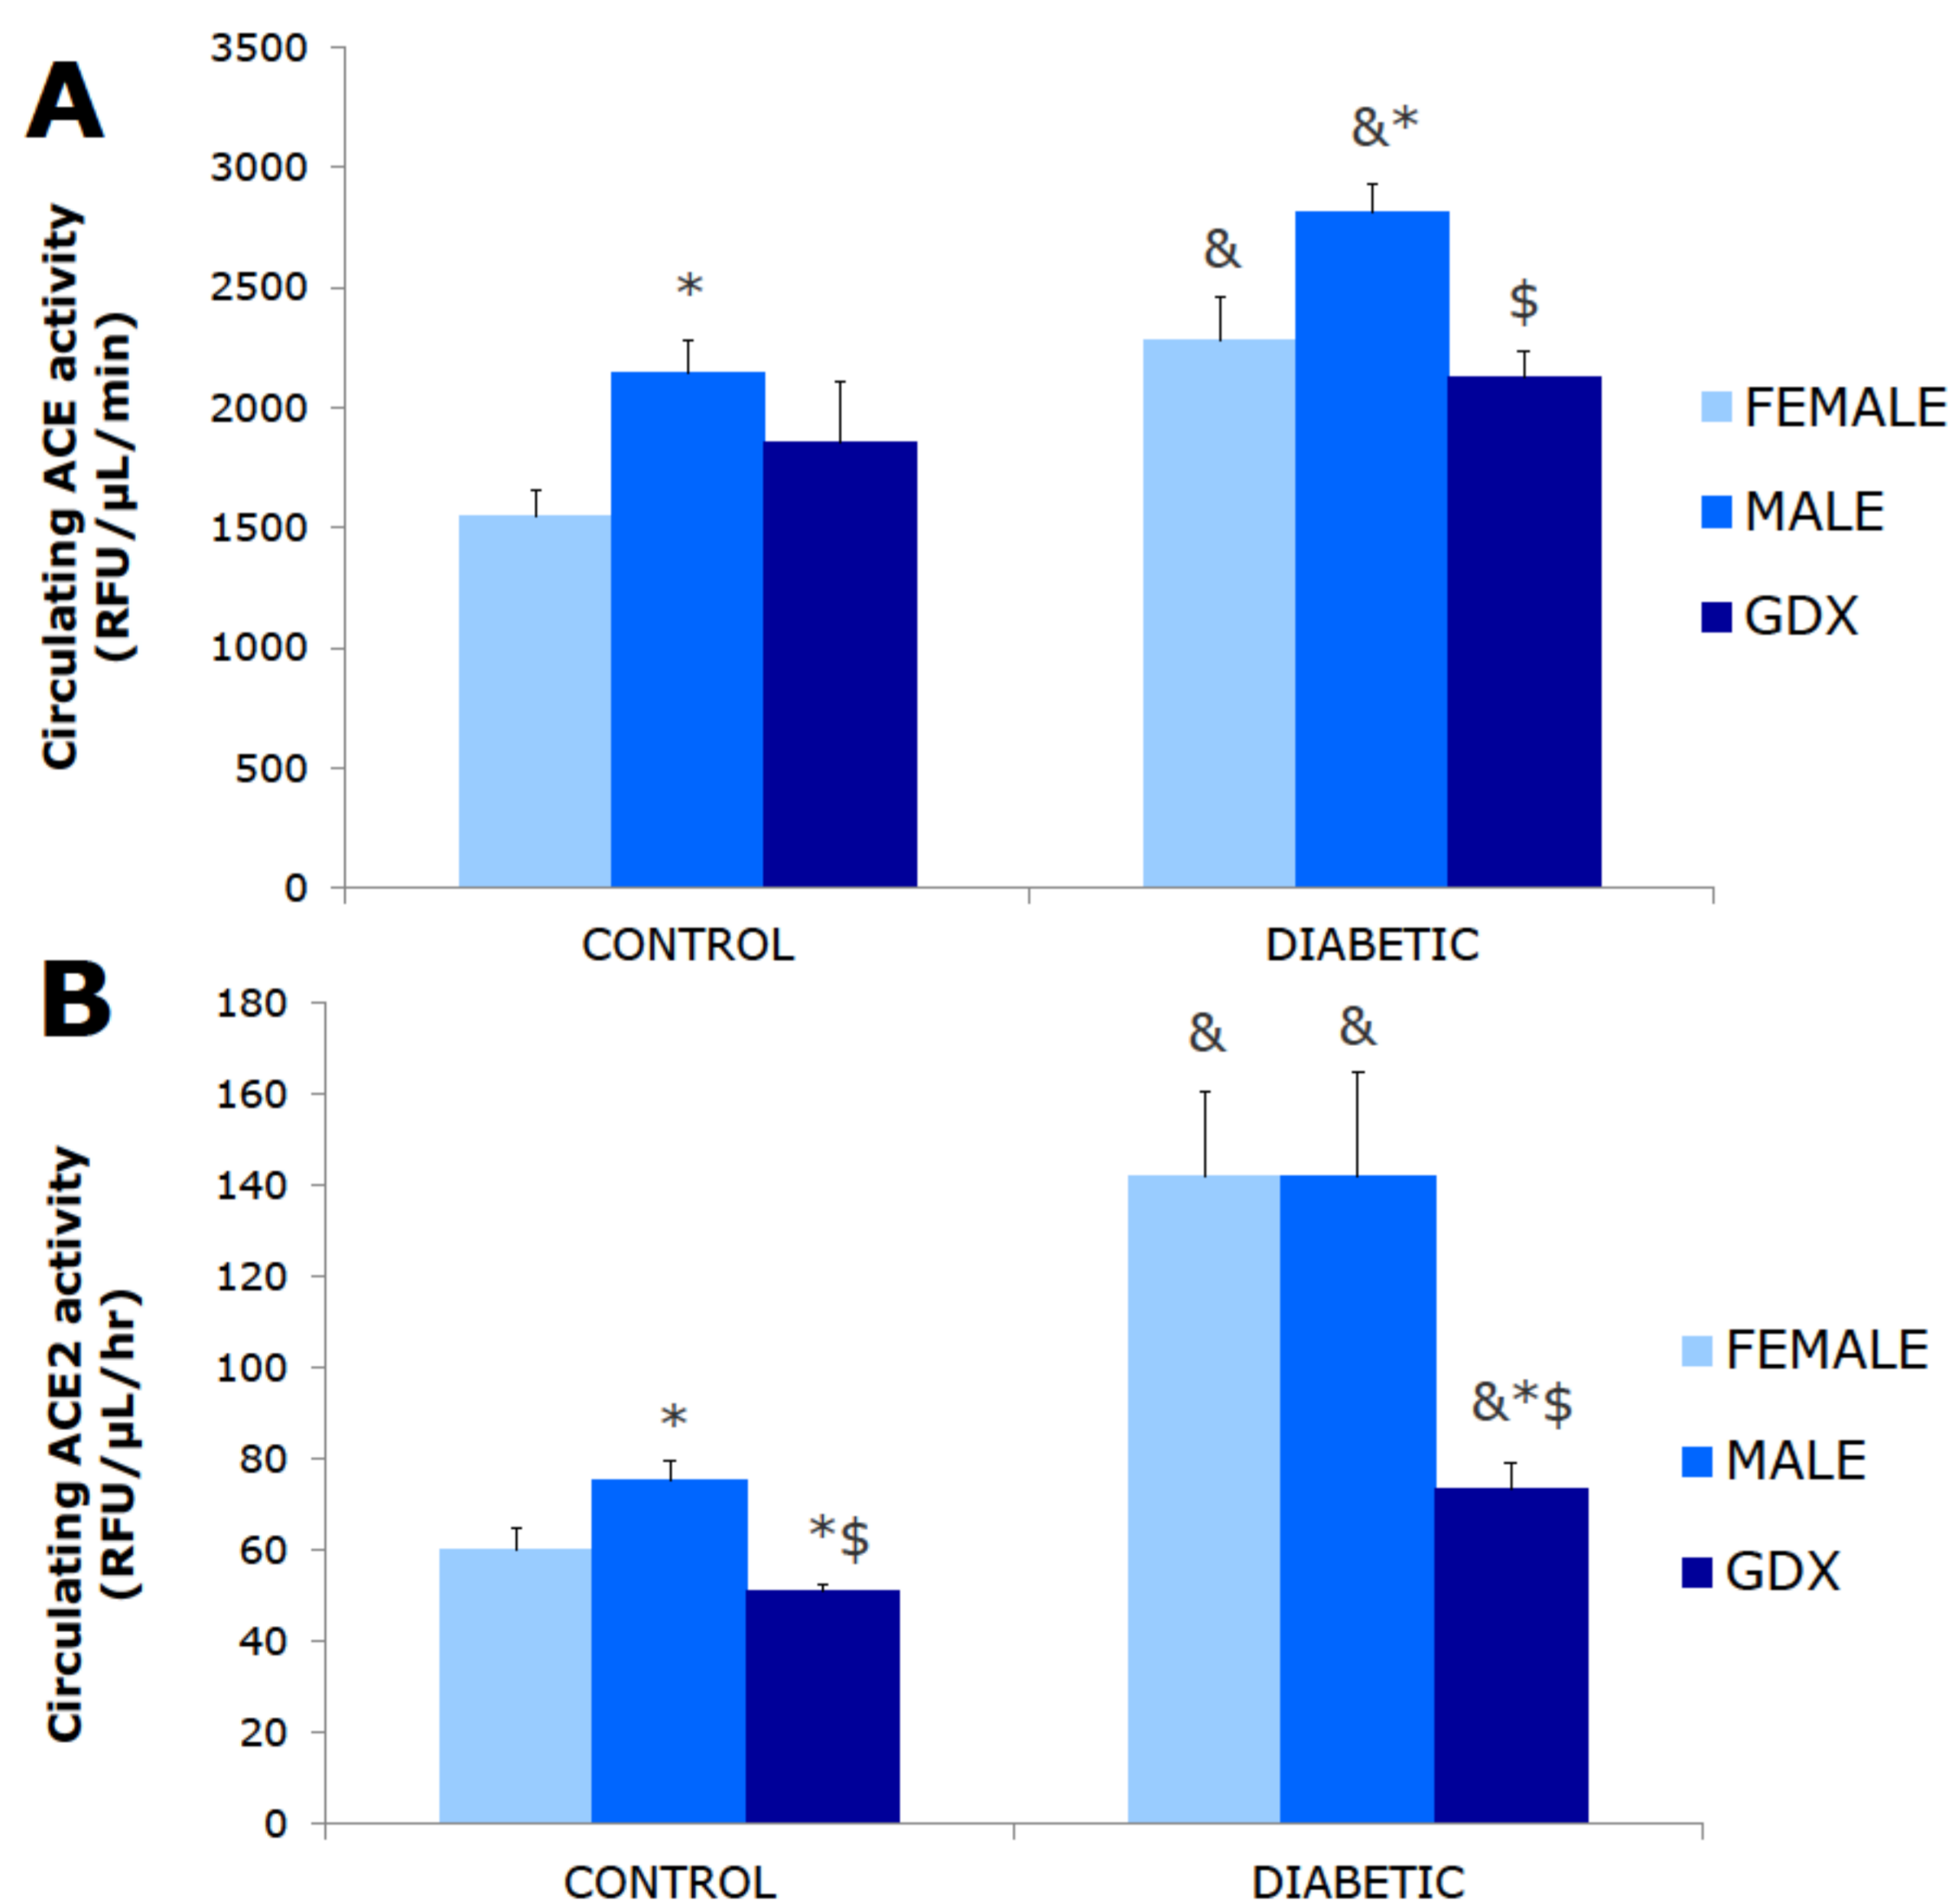 A
Circulating ACE activity
(RFU/µL/min)
3500
3000
2500
2000
1500
1000
500
0
*
&
&*
$
CONTROL
DIABETIC
FEMALE
MALE
GDX
B
Circulating ACE2 activity
(RFU/µL/hr)
180
160
140
120
100
80
60
40
20
0
*
*$
&
&
&*$
CONTROL
DIABETIC
FEMALE
MALE
GDX